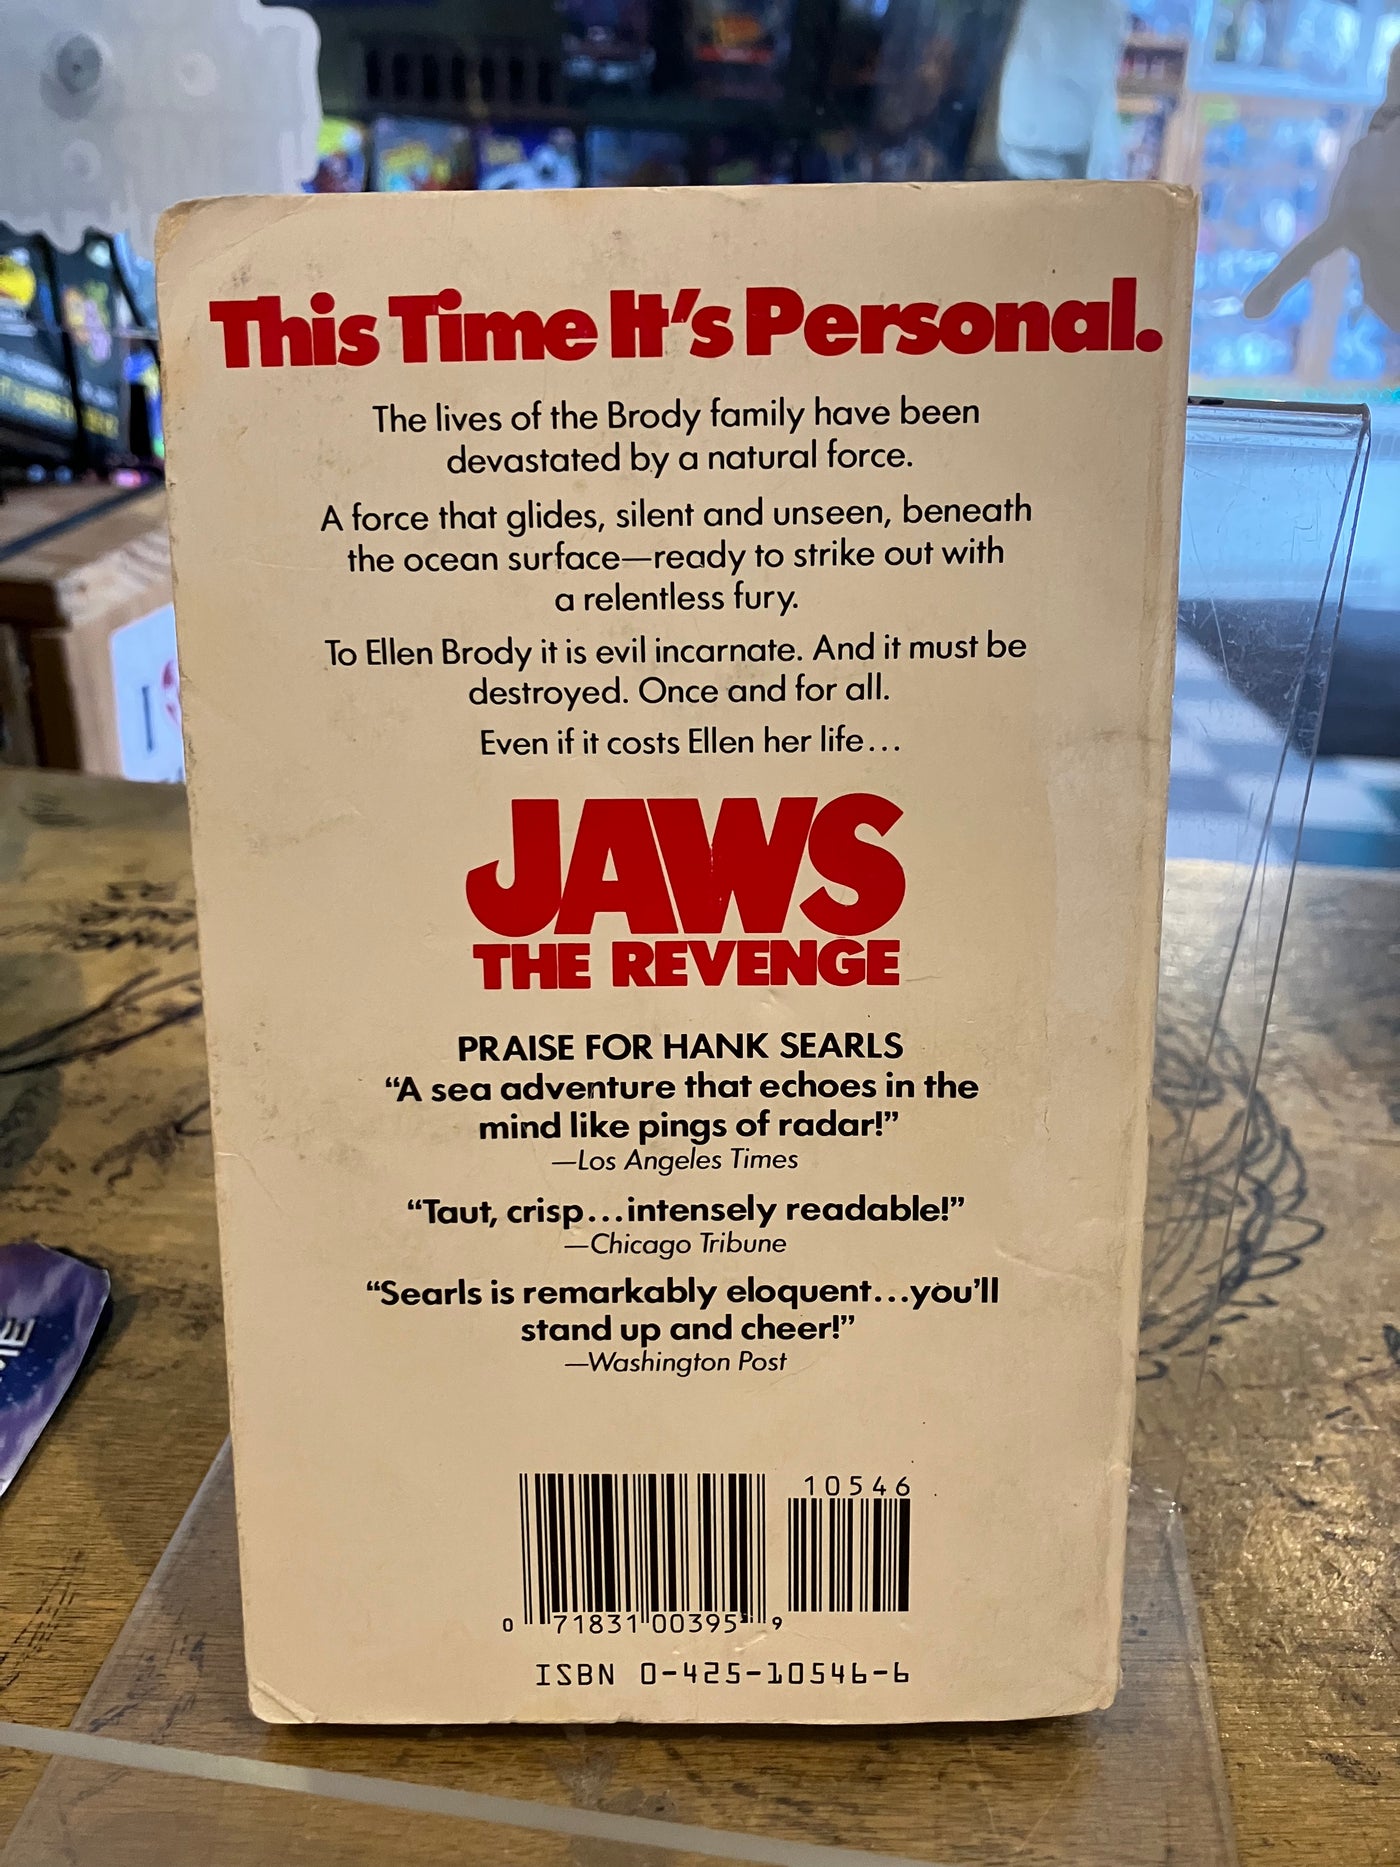 This Time It's Personal.
The lives of the Brody family have been
devastated by a natural force.
A force that glides, silent and unseen, beneath
the ocean surface—ready to strike out with
a relentless fury.
To Ellen Brody it is evil incarnate. And it must be
destroyed. Once and for all.
Even if it costs Ellen her life...
JAWS
THE REVENGE
PRAISE FOR HANK SEARLS
“A sea adventure that echoes in the
mind like pings of radar!”
—Los Angeles Times
“Taut, crisp...intensely readable!”
—Chicago Tribune
“Searls is remarkably eloquent...you'll
stand up and cheer!”
—Washington Post
10546
0 71831 00395 9
ISBN 0-425-10546-6
I